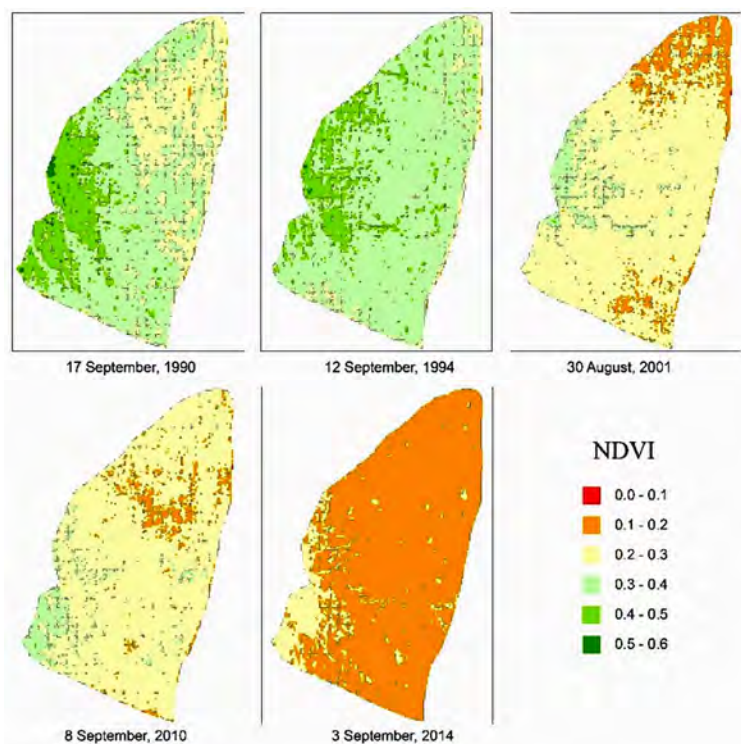 17 September, 1990
12 September, 1994
30 August, 2001
NDVI
0.0 - 0.1
0.1 - 0.2
0.2 - 0.3
0.3 - 0.4
0.4 - 0.5
0.5 - 0.6
8 September, 2010
3 September, 2014